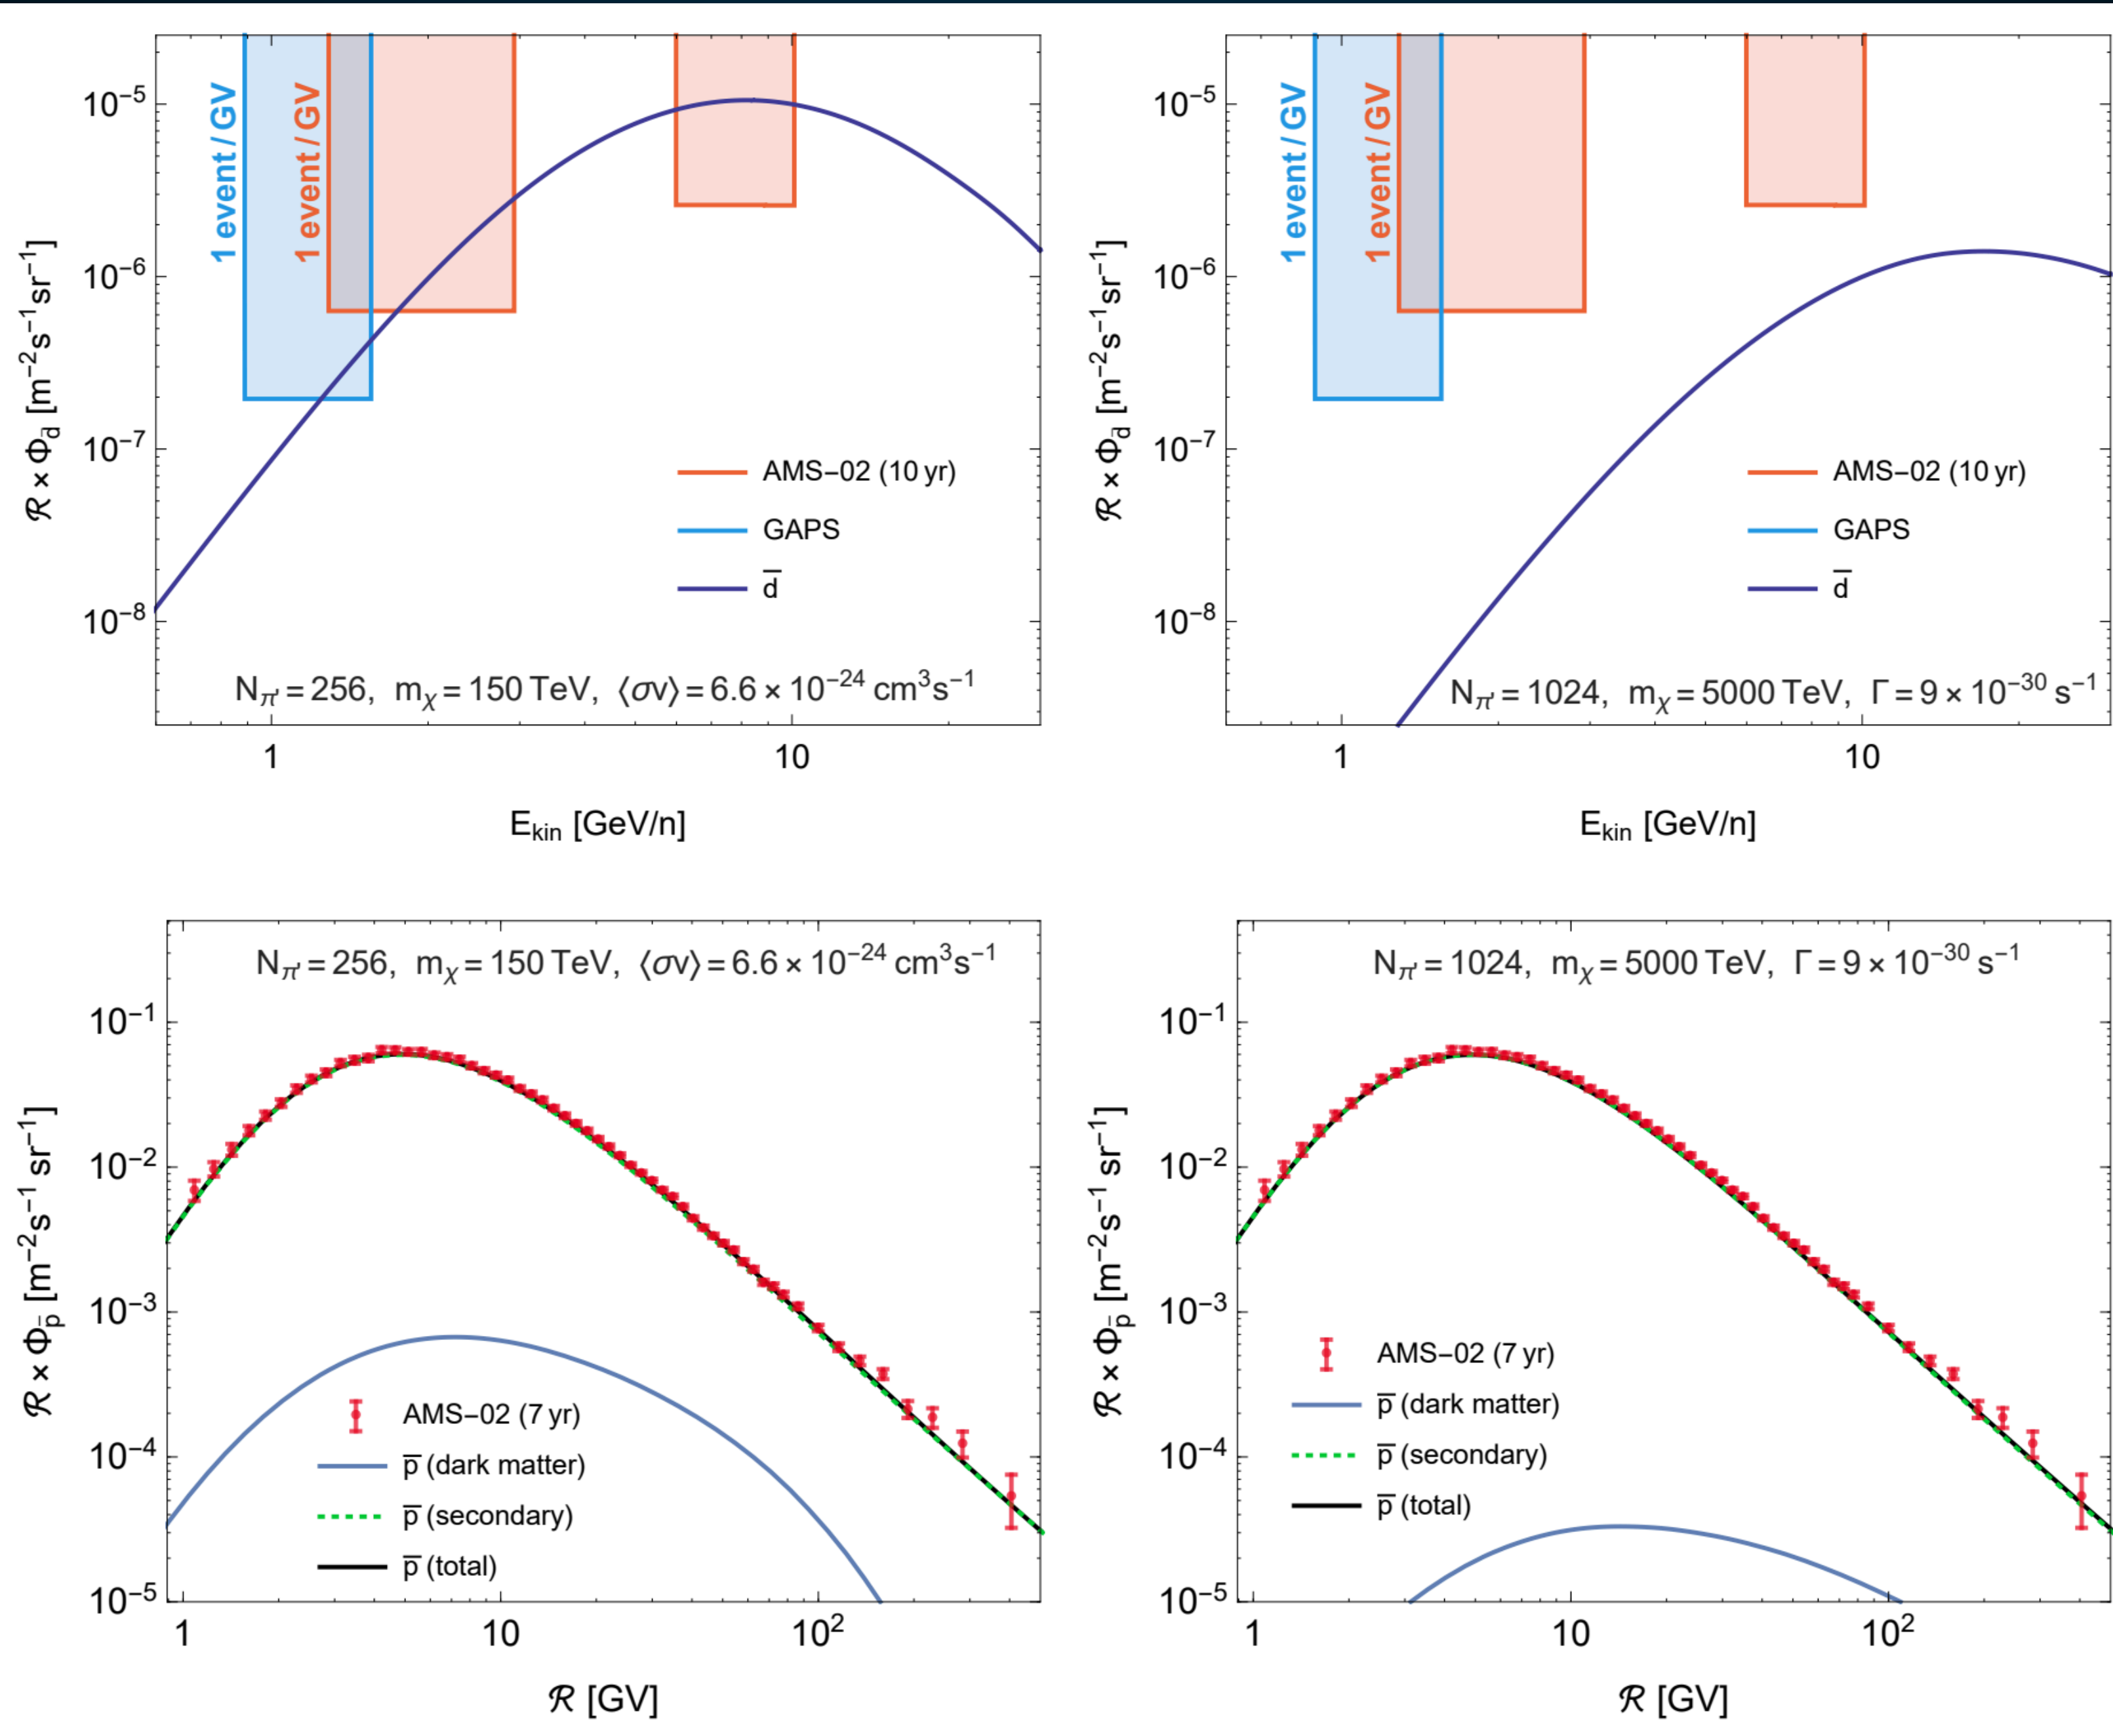 10⁻⁵
10⁻⁶
10⁻⁷
10⁻⁸
ℛ × Φ_d̄ [m⁻²s⁻¹sr⁻¹]
1 event / GV
1 event / GV
AMS−02 (10 yr)
GAPS
d̄
N_π' = 256, m_χ = 150 TeV, ⟨σv⟩ = 6.6 × 10⁻²⁴ cm³s⁻¹
1 10
E_kin [GeV/n]
10⁻⁵
10⁻⁶
10⁻⁷
10⁻⁸
ℛ × Φ_d̄ [m⁻²s⁻¹sr⁻¹]
1 event / GV
1 event / GV
AMS−02 (10 yr)
GAPS
d̄
N_π' = 1024, m_χ = 5000 TeV, Γ = 9 × 10⁻³⁰ s⁻¹
1 10
E_kin [GeV/n]
N_π' = 256, m_χ = 150 TeV, ⟨σv⟩ = 6.6 × 10⁻²⁴ cm³s⁻¹
10⁻¹
10⁻²
10⁻³
10⁻⁴
10⁻⁵
ℛ × Φ_p̄ [m⁻²s⁻¹ sr⁻¹]
AMS−02 (7 yr)
p̄ (dark matter)
p̄ (secondary)
p̄ (total)
1 10 10²
ℛ [GV]
N_π' = 1024, m_χ = 5000 TeV, Γ = 9 × 10⁻³⁰ s⁻¹
10⁻¹
10⁻²
10⁻³
10⁻⁴
10⁻⁵
ℛ × Φ_p̄ [m⁻²s⁻¹ sr⁻¹]
AMS−02 (7 yr)
p̄ (dark matter)
p̄ (secondary)
p̄ (total)
1 10 10²
ℛ [GV]